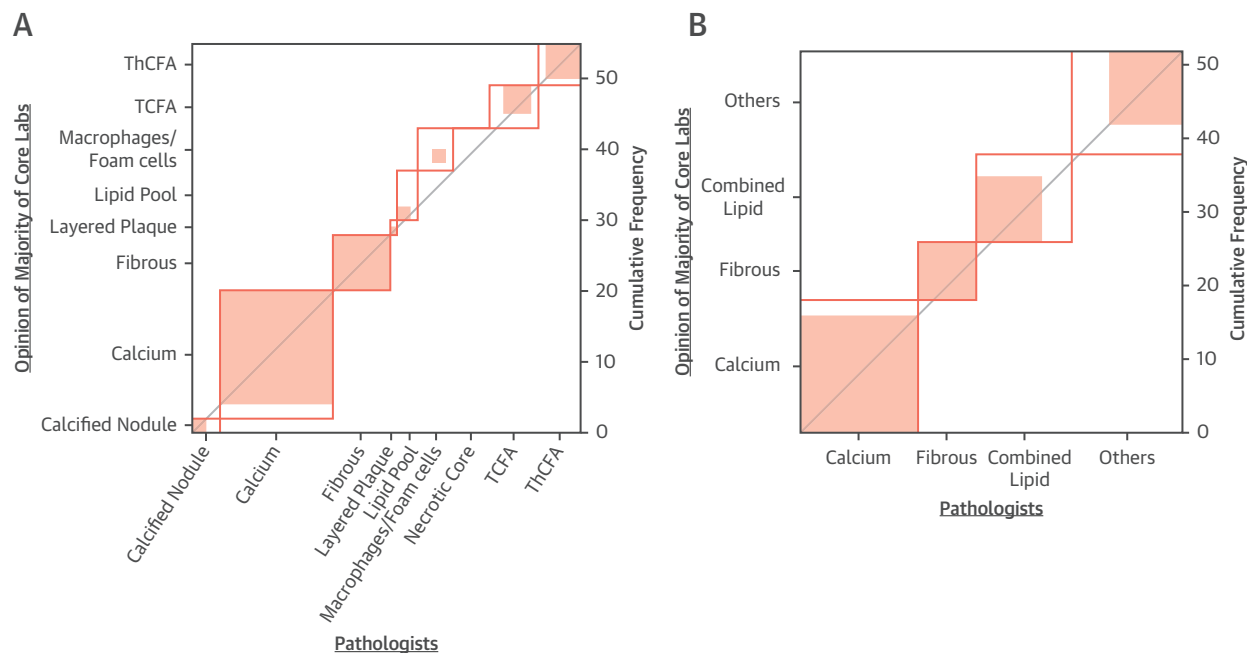 A
Opinion of Majority of Core Labs
ThCFA
TCFA
Macrophages/
Foam cells
Lipid Pool
Layered Plaque
Fibrous
Calcium
Calcified Nodule
50
40
30
20
10
0
Cumulative Frequency
Calcified Nodule
Calcium
Fibrous
Layered Plaque
Lipid Pool
Macrophages/Foam cells
Necrotic Core
TCFA
ThCFA
Pathologists
B
Opinion of Majority of Core Labs
Others
Combined
Lipid
Fibrous
Calcium
50
40
30
20
10
0
Cumulative Frequency
Calcium
Fibrous
Combined
Lipid
Others
Pathologists